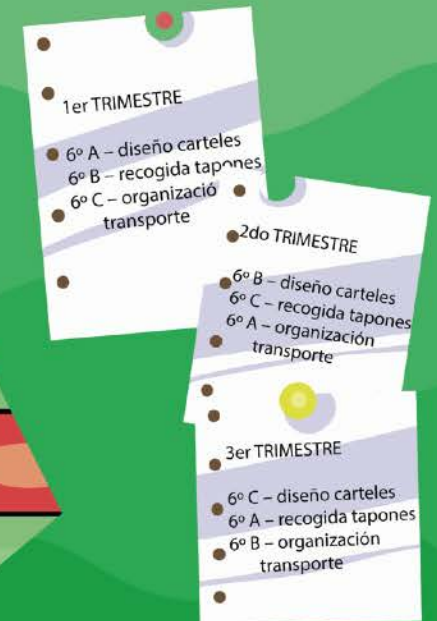 1er TRIMESTRE
6º A – diseño carteles
6º B – recogida tapones
6º C – organizació
transporte
2do TRIMESTRE
6º B – diseño carteles
6º C – recogida tapones
6º A – organización
transporte
3er TRIMESTRE
6º C – diseño carteles
6º A – recogida tapones
6º B – organización
transporte